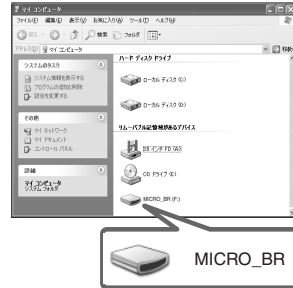 マイ コンピュータ
ファイル(F) 編集(E) 表示(V) お気に入り(A) ツール(T) ヘルプ(H)
戻る 検索 フォルダ
アドレス(D) マイ コンピュータ 移動
システムのタスク
システム情報を表示する
プログラムの追加と削除
設定を変更する
その他
マイ ネットワーク
マイ ドキュメント
コントロール パネル
詳細
マイ コンピュータ
システム フォルダ
ハード ディスク ドライブ
ローカル ディスク (C:)
ローカル ディスク (D:)
リムーバブル記憶域があるデバイス
3.5 インチ FD (A:)
CD ドライブ (E:)
MICRO_BR (F:)
MICRO_BR